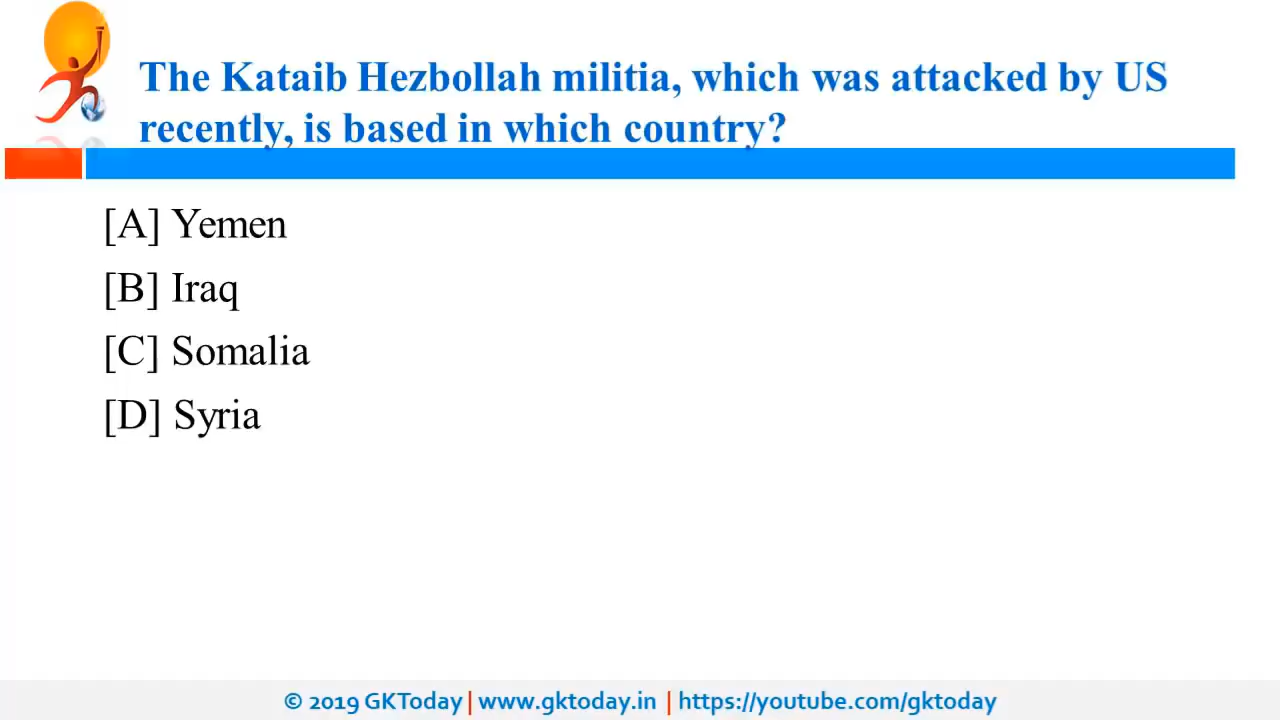 The Kataib Hezbollah militia, which was attacked by US
recently, is based in which country?
[A] Yemen
[B] Iraq
[C] Somalia
[D] Syria
© 2019 GKToday | www.gktoday.in | https://youtube.com/gktoday